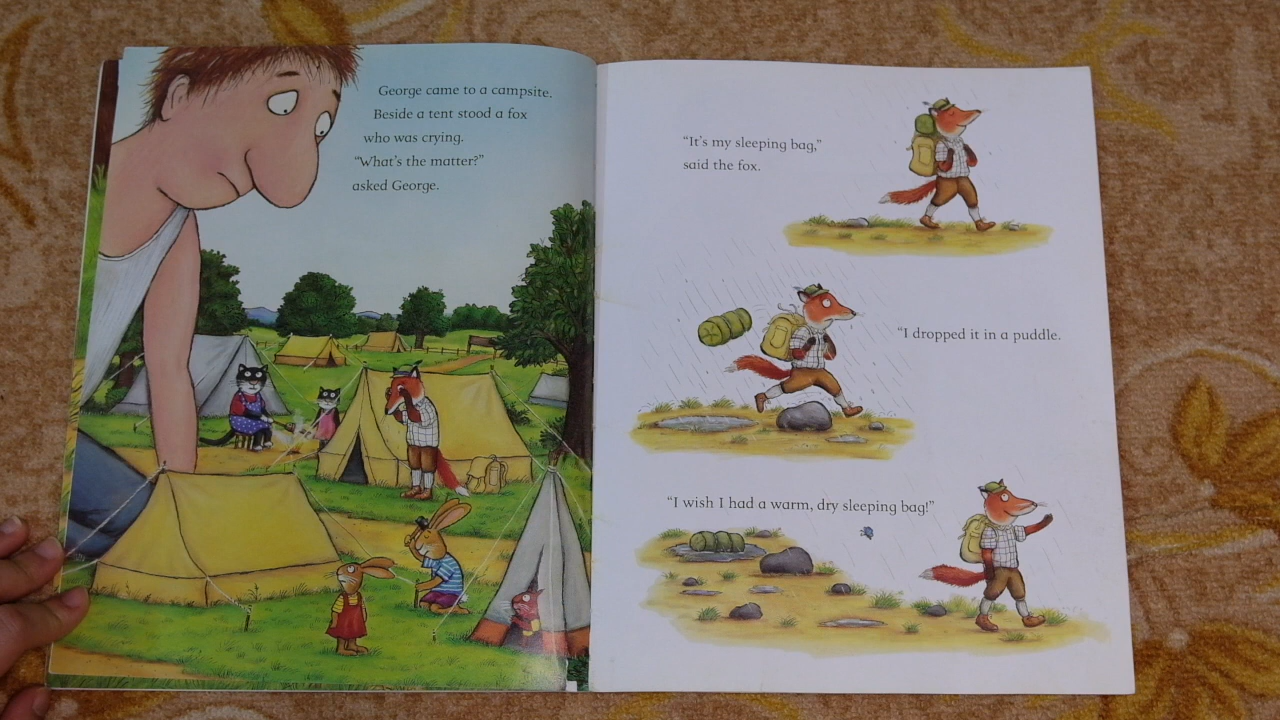 George came to a campsite.
Beside a tent stood a fox
who was crying.
“What’s the matter?”
asked George.
“It’s my sleeping bag,”
said the fox.
“I dropped it in a puddle.
“I wish I had a warm, dry sleeping bag!”